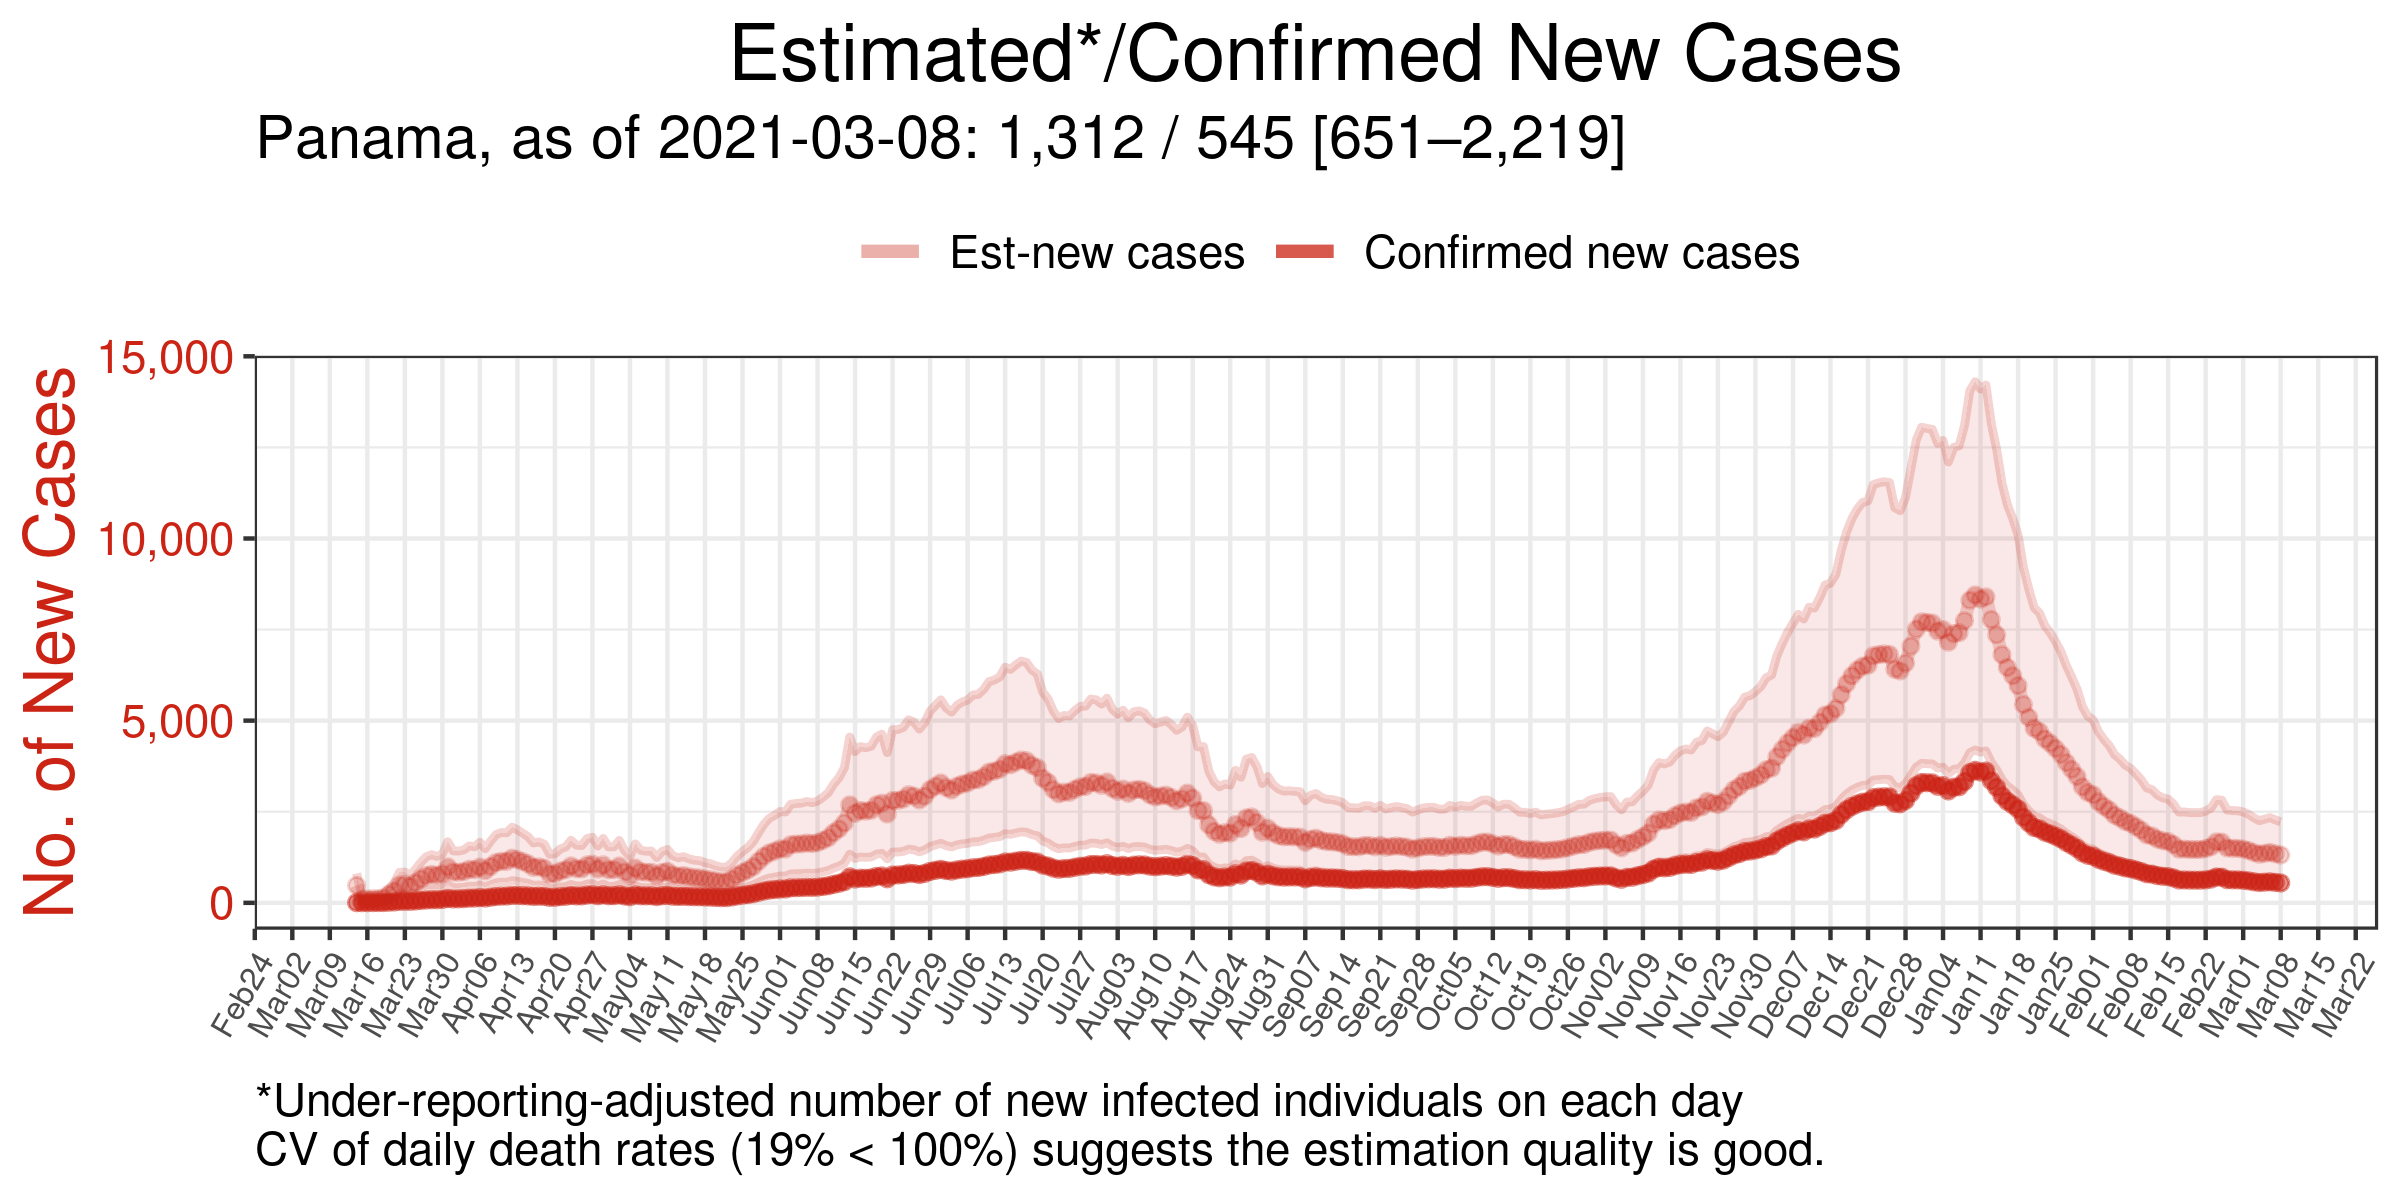 Estimated*/Confirmed New Cases
Panama, as of 2021-03-08: 1,312 / 545 [651–2,219]
Est-new cases Confirmed new cases
No. of New Cases
15,000
10,000
5,000
0
Feb24 Mar02 Mar09 Mar16 Mar23 Mar30 Apr06 Apr13 Apr20 Apr27 May04 May11 May18 May25 Jun01 Jun08 Jun15 Jun22 Jun29 Jul06 Jul13 Jul20 Jul27 Aug03 Aug10 Aug17 Aug24 Aug31 Sep07 Sep14 Sep21 Sep28 Oct05 Oct12 Oct19 Oct26 Nov02 Nov09 Nov16 Nov23 Nov30 Dec07 Dec14 Dec21 Dec28 Jan04 Jan11 Jan18 Jan25 Feb01 Feb08 Feb15 Feb22 Mar01 Mar08 Mar15 Mar22
*Under-reporting-adjusted number of new infected individuals on each day
CV of daily death rates (19% < 100%) suggests the estimation quality is good.